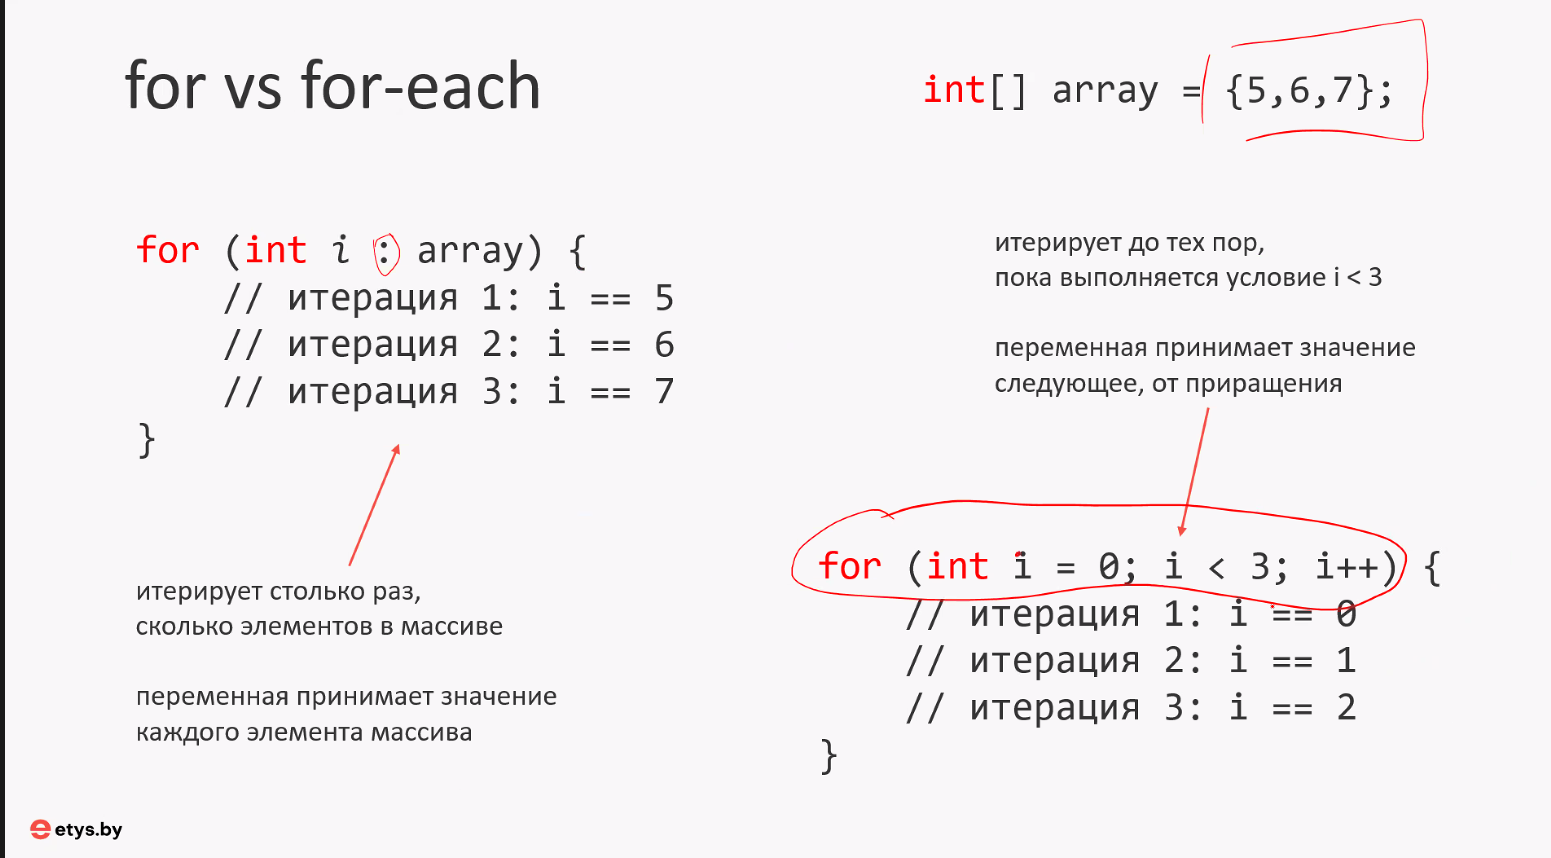 for vs for-each
int[] array = {5,6,7};
for (int i : array) {
// итерация 1: i == 5
// итерация 2: i == 6
// итерация 3: i == 7
}
итерирует столько раз,
сколько элементов в массиве
переменная принимает значение
каждого элемента массива
итерирует до тех пор,
пока выполняется условие i < 3
переменная принимает значение
следующее, от приращения
for (int i = 0; i < 3; i++) {
// итерация 1: i == 0
// итерация 2: i == 1
// итерация 3: i == 2
}
etys.by